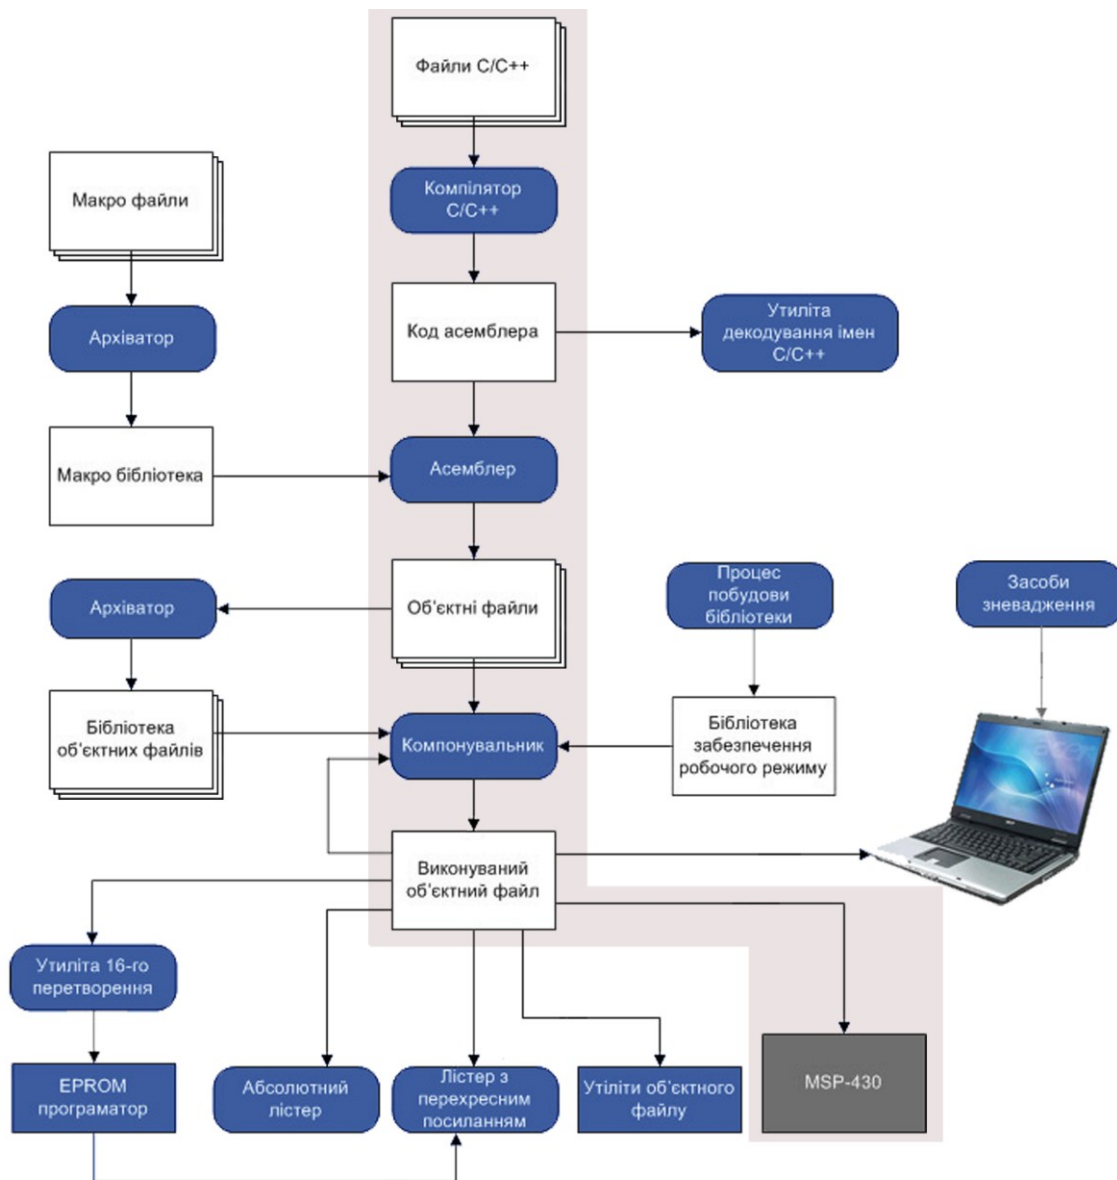 Файли C/C++
Макро файли
Компілятор
C/C++
Архіватор
Код асемблера
Утиліта
декодування імен
C/C++
Макро бібліотека
Асемблер
Архіватор
Об'єктні файли
Процес
побудови
бібліотеки
Засоби
зневадження
Бібліотека
об'єктних файлів
Компонувальник
Бібліотека
забезпечення
робочого режиму
Виконуваний
об'єктний файл
Утиліта 16-го
перетворення
EPROM
програматор
Абсолютний
лістер
Лістер з
перехресним
посиланням
Утіліти об'єктного
файлу
MSP-430